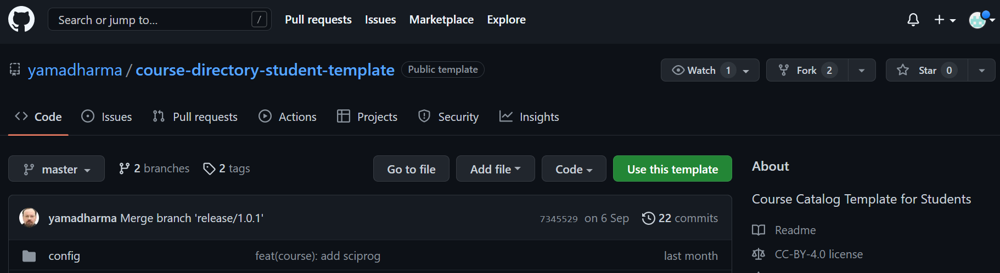 Search or jump to... / Pull requests Issues Marketplace Explore
yamadharma / course-directory-student-template Public template Watch 1 Fork 2 Star 0
Code Issues Pull requests Actions Projects Security Insights
master 2 branches 2 tags Go to file Add file Code Use this template
About
Course Catalog Template for Students
yamadharma Merge branch 'release/1.0.1' 7345529 on 6 Sep 22 commits
Readme
config feat(course): add sciprog last month
CC-BY-4.0 license